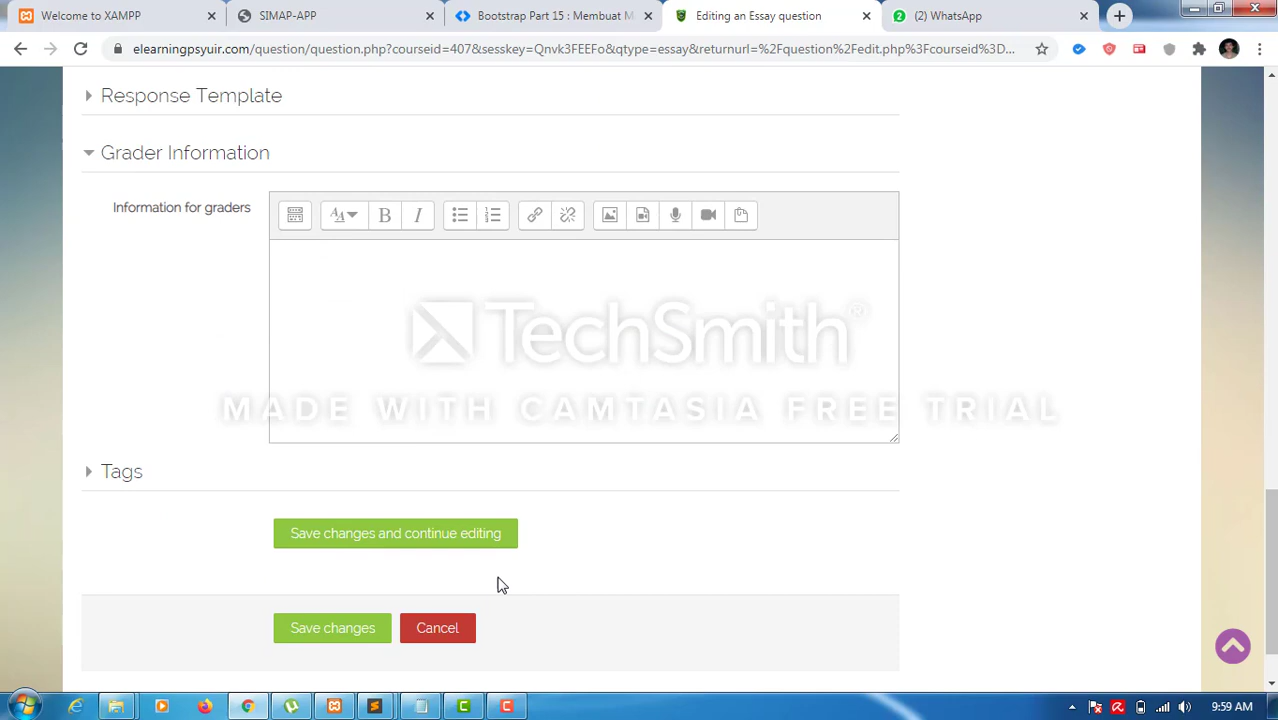 Welcome to XAMPP
SIMAP-APP
Bootstrap Part 15 : Membuat M
Editing an Essay question
(2) WhatsApp
elearningpsyuir.com/question/question.php?courseid=407&sesskey=Qnvk3FEEFo&qtype=essay&returnurl=%2Fquestion%2Fedit.php%3Fcourseid%3D...
Response Template
Grader Information
Information for graders
B I
TechSmith®
MADE WITH CAMTASIA FREE TRIAL
Tags
Save changes and continue editing
Save changes
Cancel
9:59 AM